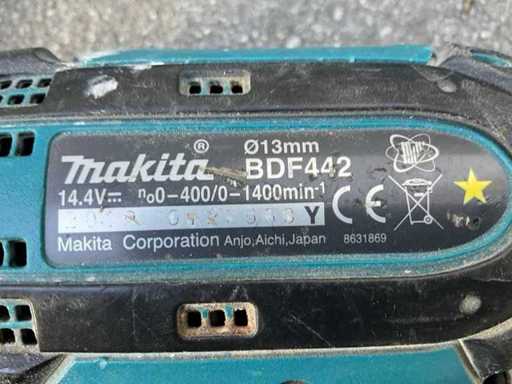 makita® Ø13mm BDF442
14.4V⎓ n₀0-400/0-1400min⁻¹
Y
Makita Corporation Anjo,Aichi,Japan 8631869
CE